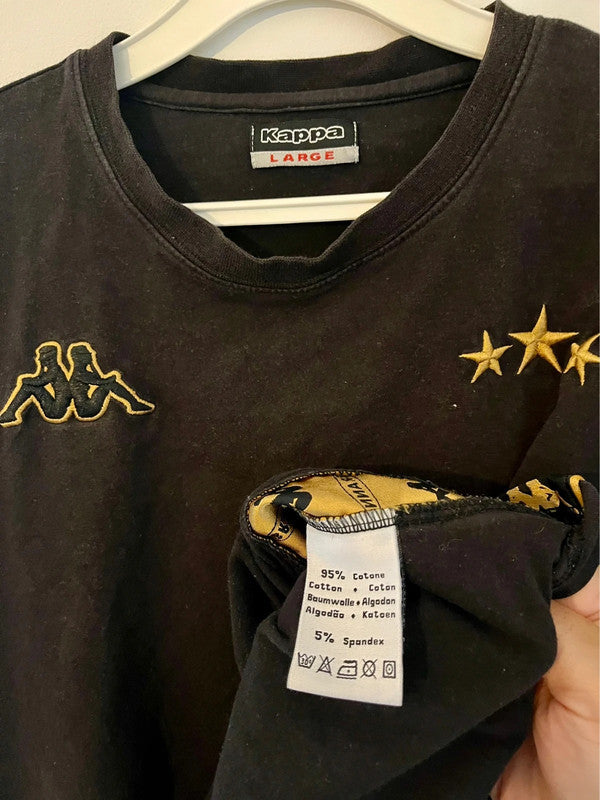 Kappa
LARGE
95% Cotone
Cotton • Coton
Baumwolle • Algodon
Algodão • Katoen
5% Spandex